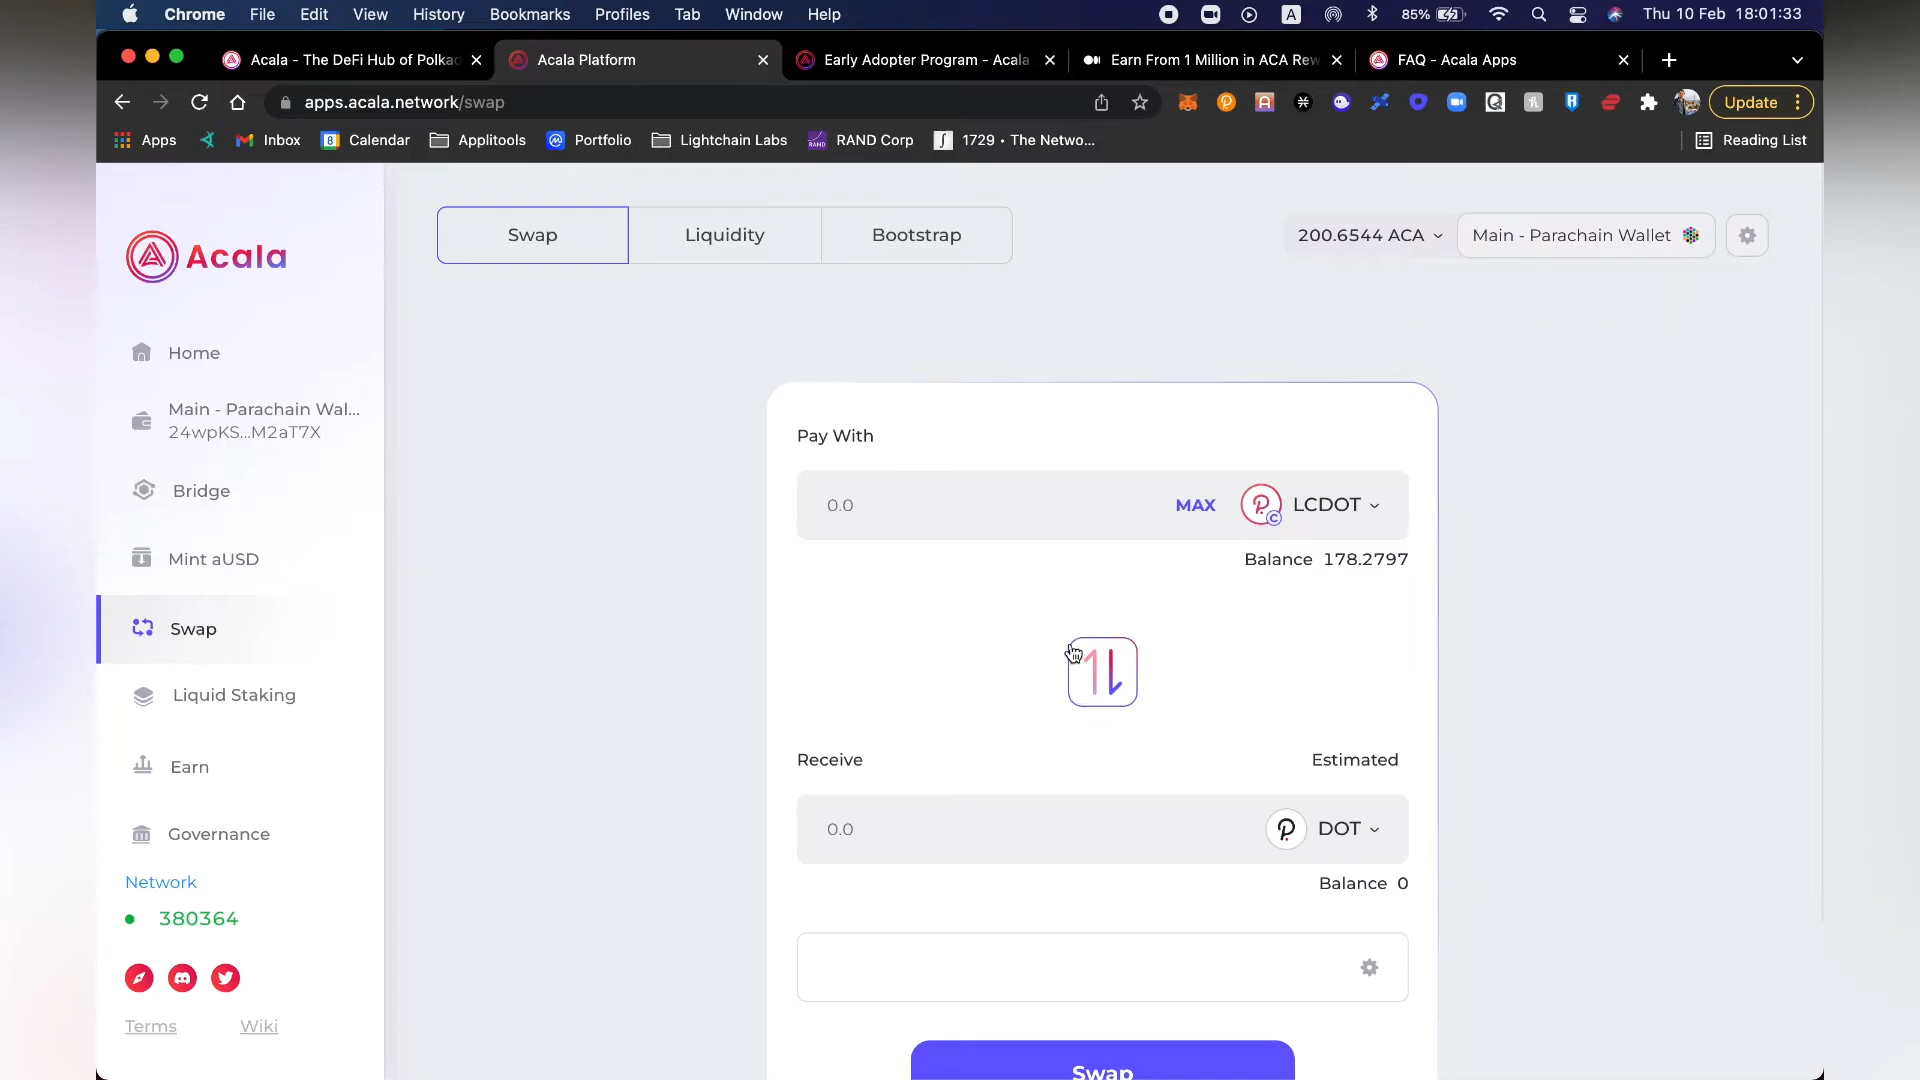 Chrome File Edit View History Bookmarks Profiles Tab Window Help A 85% Thu 10 Feb 18:01:33
Acala - The DeFi Hub of Polka Acala Platform Early Adopter Program - Acala Earn From 1 Million in ACA Rew FAQ - Acala Apps
apps.acala.network/swap Update
Apps Inbox 8 Calendar Applitools Portfolio Lightchain Labs RAND RAND Corp 1729 • The Netwo... Reading List
Acala
Home
Main - Parachain Wal...
24wpKS...M2aT7X
Bridge
Mint aUSD
Swap
Liquid Staking
Earn
Governance
Network
380364
Terms Wiki
Swap Liquidity Bootstrap
200.6544 ACA Main - Parachain Wallet
Pay With
0.0 MAX LCDOT
Balance 178.2797
Receive Estimated
0.0 DOT
Balance 0
Swap